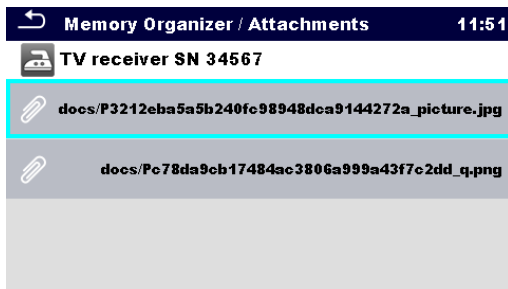 Memory Organizer / Attachments 11:51
TV receiver SN 34567
docs/P3212eba5a5b240fc98948dca9144272a_picture.jpg
docs/Pc78da9cb17484ac3806a999a43f7c2dd_q.png